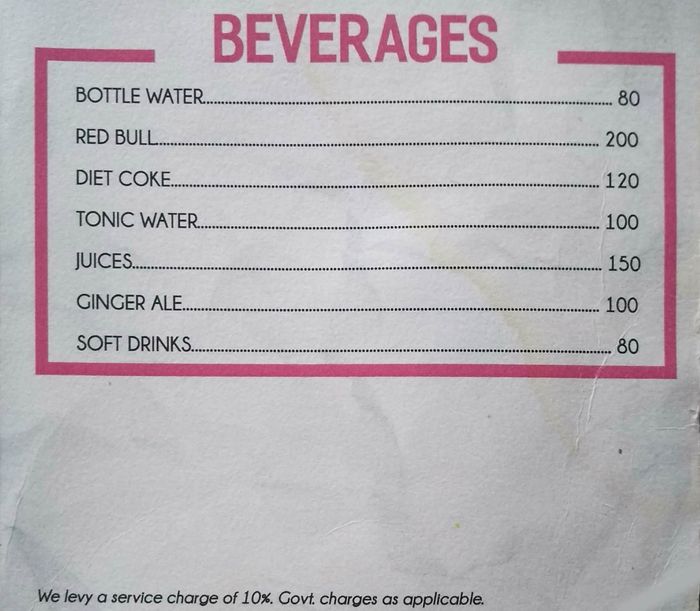 BEVERAGES
BOTTLE WATER 80
RED BULL 200
DIET COKE 120
TONIC WATER 100
JUICES 150
GINGER ALE 100
SOFT DRINKS 80
We levy a service charge of 10%. Govt. charges as applicable.